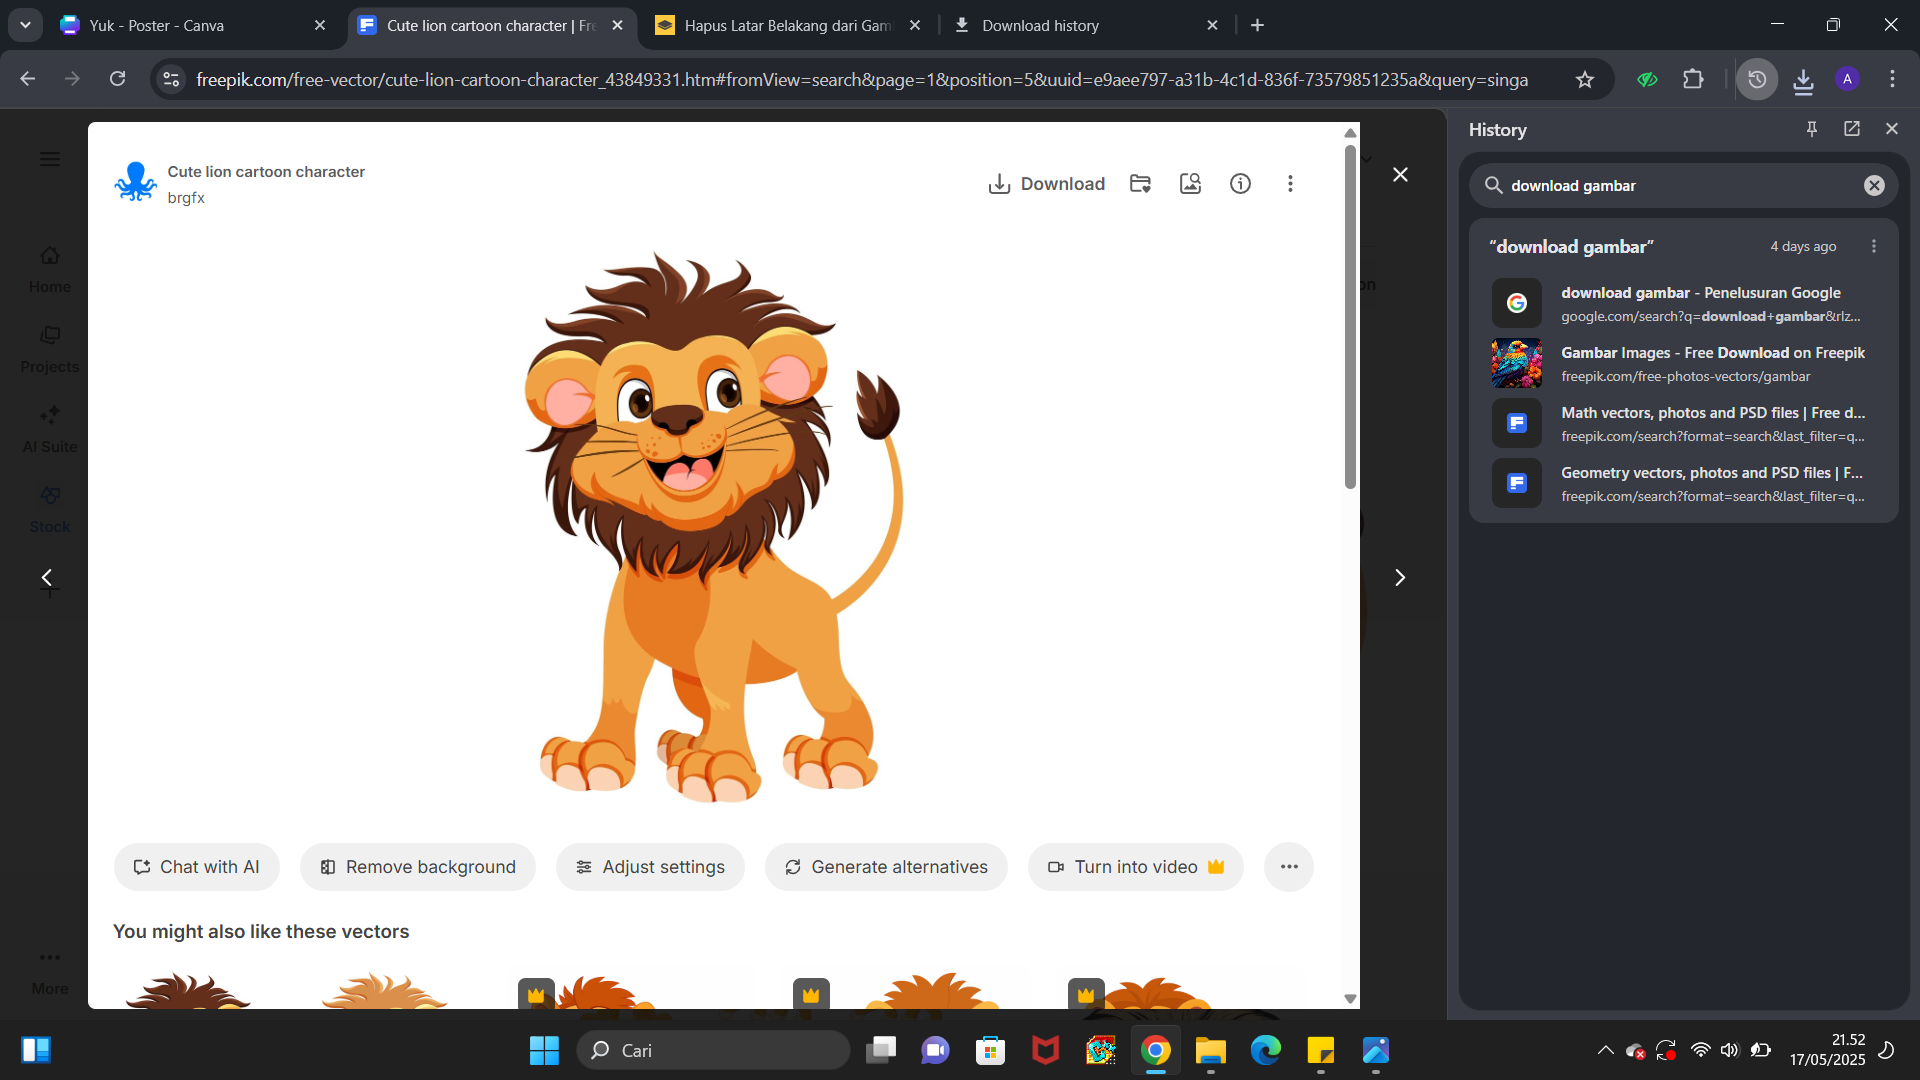 Yuk - Poster - Canva
Cute lion cartoon character | Fre
Hapus Latar Belakang dari Gam
Download history
freepik.com/free-vector/cute-lion-cartoon-character_43849331.htm#fromView=search&page=1&position=5&uuid=e9aee797-a31b-4c1d-836f-73579851235a&query=singa
A
Home
Projects
AI Suite
Stock
More
Cute lion cartoon character
brgfx
Download
on
Chat with AI
Remove background
Adjust settings
Generate alternatives
Turn into video
You might also like these vectors
History
download gambar
“download gambar”
4 days ago
download gambar - Penelusuran Google
google.com/search?q=download+gambar&rlz...
Gambar Images - Free Download on Freepik
freepik.com/free-photos-vectors/gambar
Math vectors, photos and PSD files | Free d...
freepik.com/search?format=search&last_filter=q...
Geometry vectors, photos and PSD files | F...
freepik.com/search?format=search&last_filter=q...
Cari
21.52
17/05/2025